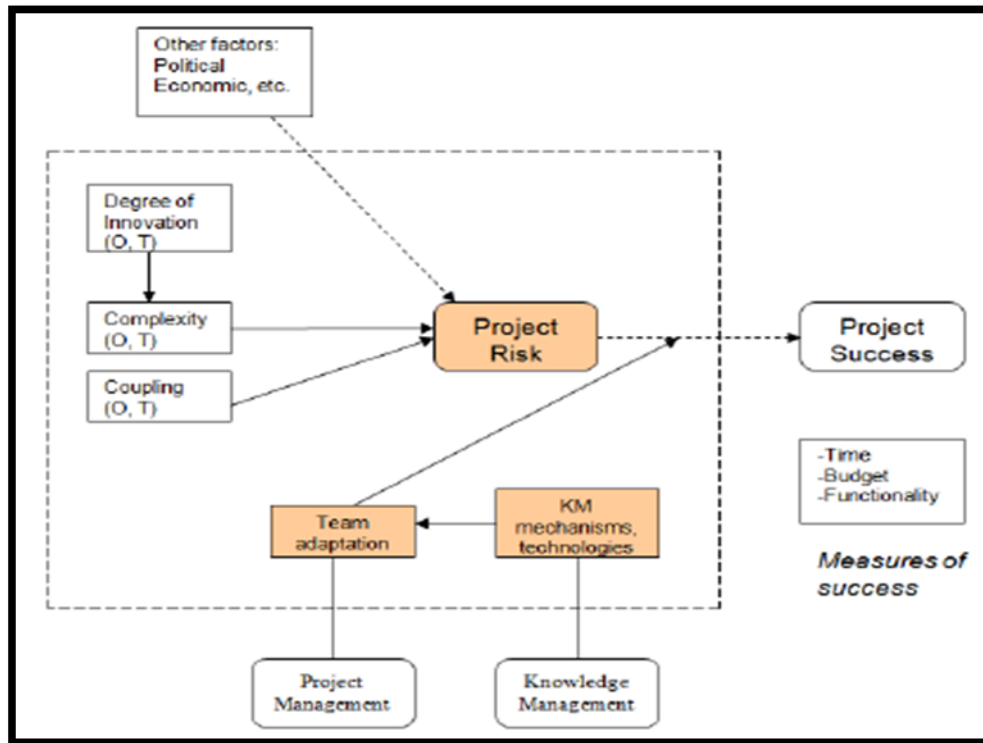 Other factors:
Political
Economic, etc.
Degree of
Innovation
(O, T)
Complexity
(O, T)
Coupling
(O, T)
Project
Risk
Project
Success
-Time
-Budget
-Functionality
Measures of
success
Team
adaptation
KM
mechanisms,
technologies
Project
Management
Knowledge
Management